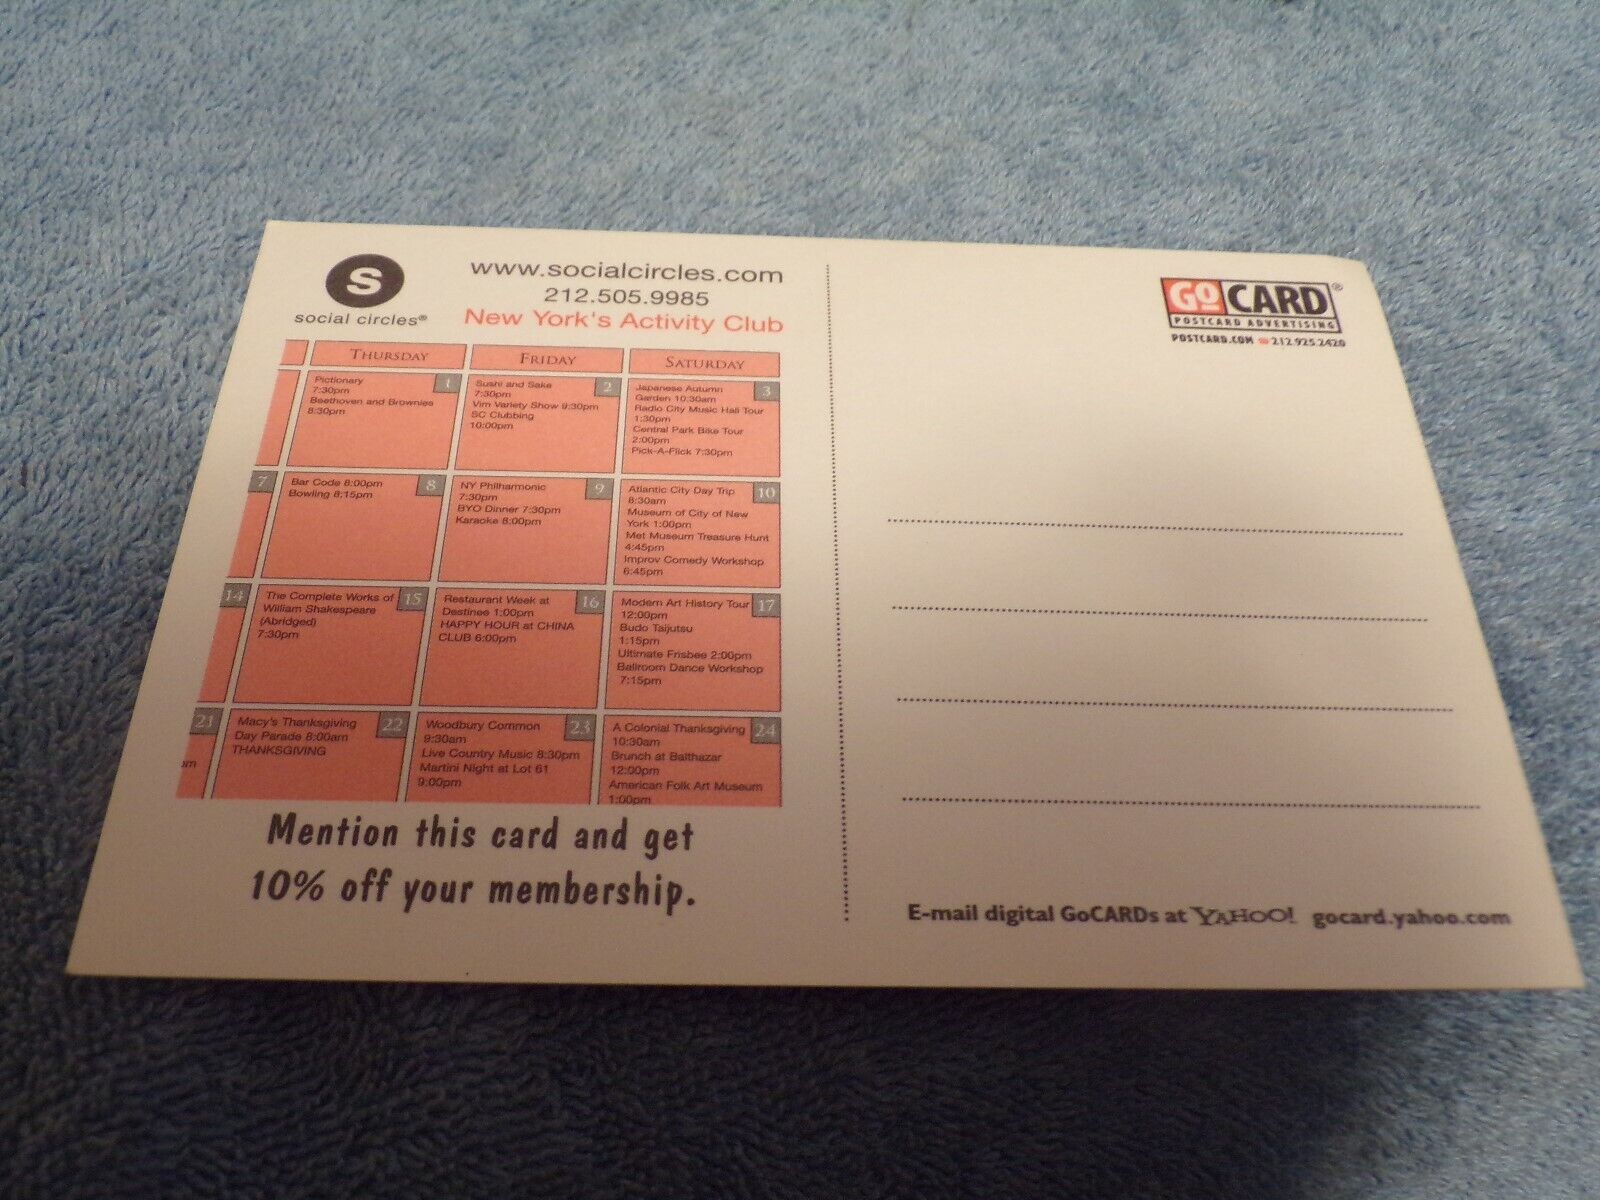 S
social circles®
www.socialcircles.com
212.505.9985
New York's Activity Club
THURSDAY
FRIDAY
SATURDAY
1
Pictionary
7:30pm
Beethoven and Brownies
8:30pm
2
Sushi and Sake
7:30pm
Vim Variety Show 9:30pm
SC Clubbing
10:00pm
3
Japanese Autumn
Garden 10:30am
Radio City Music Hall Tour
1:30pm
Central Park Bike Tour
2:00pm
Pick-A-Flick 7:30pm
7
8
Bar Code 8:00pm
Bowling 8:15pm
9
NY Philharmonic
7:30pm
BYO Dinner 7:30pm
Karaoke 8:00pm
10
Atlantic City Day Trip
8:30am
Museum of City of New
York 1:00pm
Met Museum Treasure Hunt
4:45pm
Improv Comedy Workshop
6:45pm
14
15
The Complete Works of
William Shakespeare
(Abridged)
7:30pm
16
Restaurant Week at
Destinee 1:00pm
HAPPY HOUR at CHINA
CLUB 6:00pm
17
Modern Art History Tour
12:00pm
Budo Taijutsu
1:15pm
Ultimate Frisbee 2:00pm
Ballroom Dance Workshop
7:15pm
21
pm
22
Macy's Thanksgiving
Day Parade 8:00am
THANKSGIVING
23
Woodbury Common
9:30am
Live Country Music 8:30pm
Martini Night at Lot 61
9:00pm
24
A Colonial Thanksgiving
10:30am
Brunch at Balthazar
12:00pm
American Folk Art Museum
1:00pm
Mention this card and get
10% off your membership.
GoCARD®
POSTCARD ADVERTISING
POSTCARD.COM ☎ 212.925.2420
E-mail digital GoCARDs at YAHOO! gocard.yahoo.com